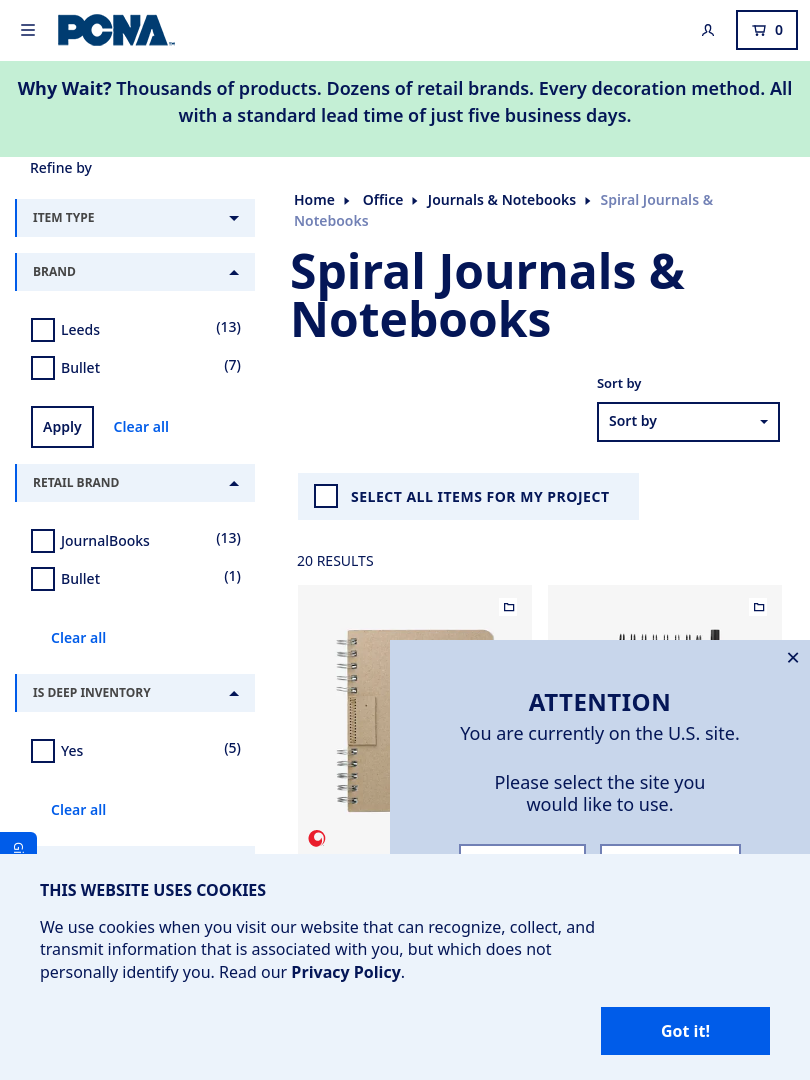 PCNA
0
Why Wait? Thousands of products. Dozens of retail brands. Every decoration method. All
with a standard lead time of just five business days.
Refine by
ITEM TYPE
BRAND
Leeds (13)
Bullet (7)
Apply Clear all
RETAIL BRAND
JournalBooks (13)
Bullet (1)
Clear all
IS DEEP INVENTORY
Yes (5)
Clear all
Home Office Journals & Notebooks Spiral Journals &
Notebooks
Spiral Journals &
Notebooks
Sort by
Sort by
SELECT ALL ITEMS FOR MY PROJECT
20 RESULTS
ATTENTION
You are currently on the U.S. site.
Please select the site you
would like to use.
THIS WEBSITE USES COOKIES
We use cookies when you visit our website that can recognize, collect, and
transmit information that is associated with you, but which does not
personally identify you. Read our Privacy Policy.
Got it!